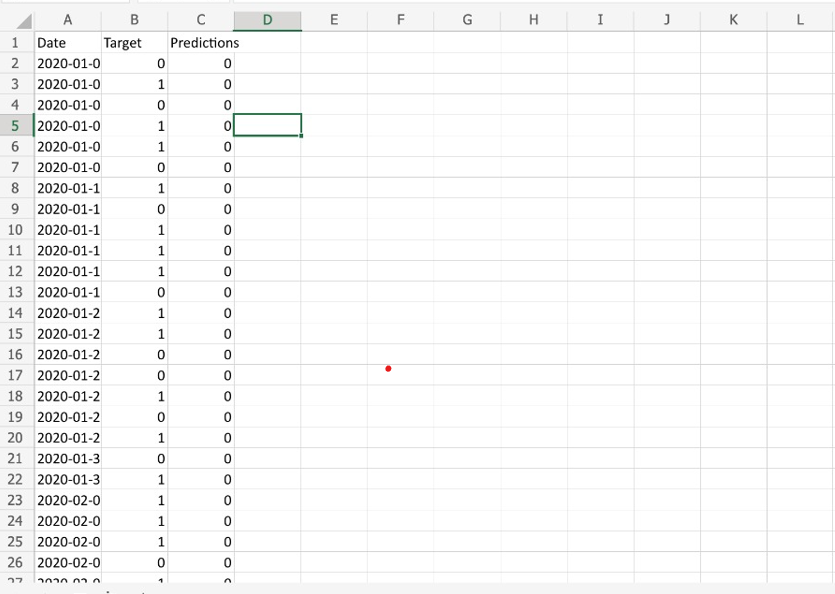 A B C D E F G H I J K L
1 Date Target Predictions
2 2020-01-0 0 0
3 2020-01-0 1 0
4 2020-01-0 0 0
5 2020-01-0 1 0
6 2020-01-0 1 0
7 2020-01-0 0 0
8 2020-01-1 1 0
9 2020-01-1 0 0
10 2020-01-1 1 0
11 2020-01-1 1 0
12 2020-01-1 1 0
13 2020-01-1 0 0
14 2020-01-2 1 0
15 2020-01-2 1 0
16 2020-01-2 0 0
17 2020-01-2 0 0
18 2020-01-2 1 0
19 2020-01-2 0 0
20 2020-01-2 1 0
21 2020-01-3 0 0
22 2020-01-3 1 0
23 2020-02-0 1 0
24 2020-02-0 1 0
25 2020-02-0 1 0
26 2020-02-0 0 0
27 2020-02-0 1 0